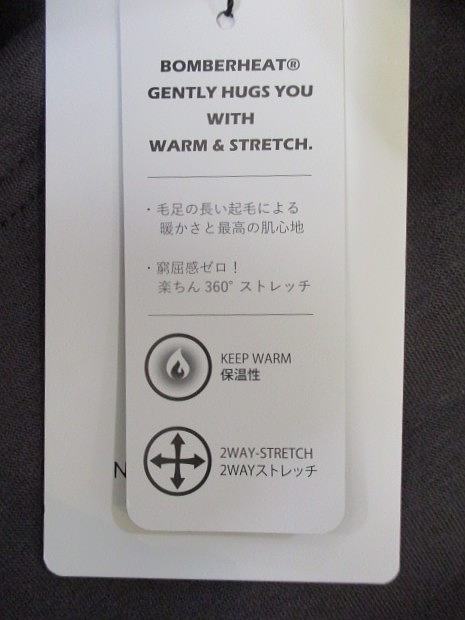 BOMBERHEAT®
GENTLY HUGS YOU
WITH
WARM & STRETCH.
・毛足の長い起毛による
暖かさと最高の肌心地
・窮屈感ゼロ！
楽ちん 360° ストレッチ
KEEP WARM
保温性
2WAY-STRETCH
2WAYストレッチ
N